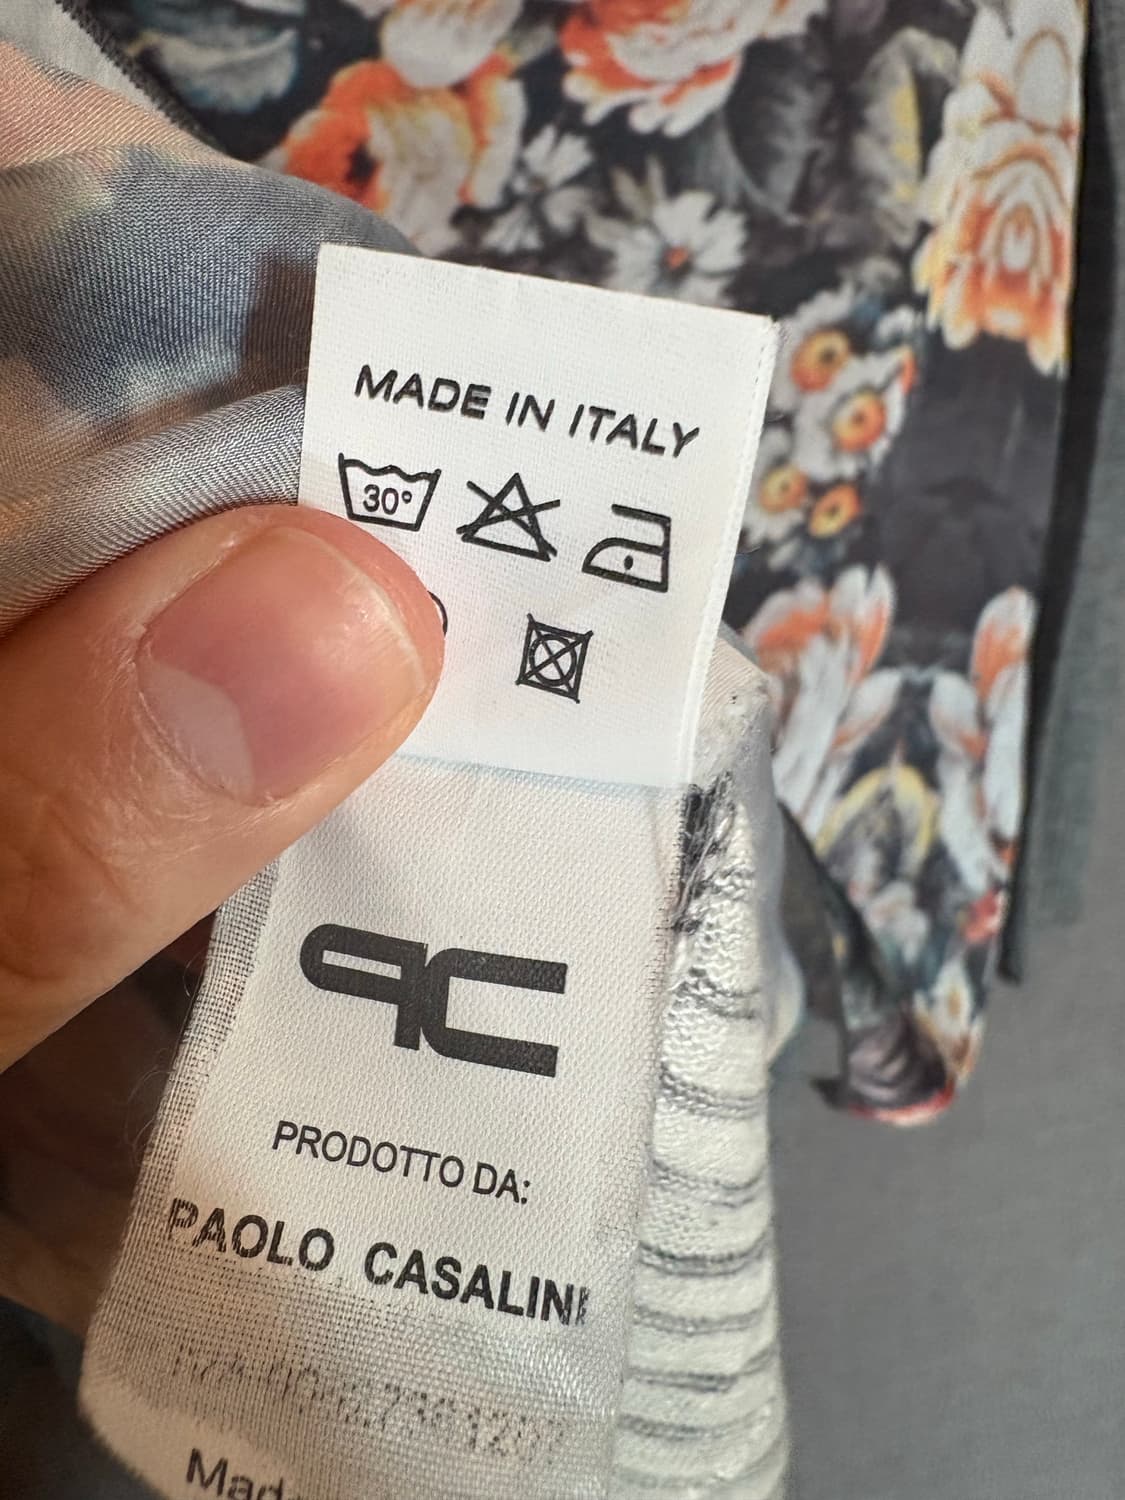 MADE IN ITALY
30°
PC
PRODOTTO DA:
PAOLO CASALINI